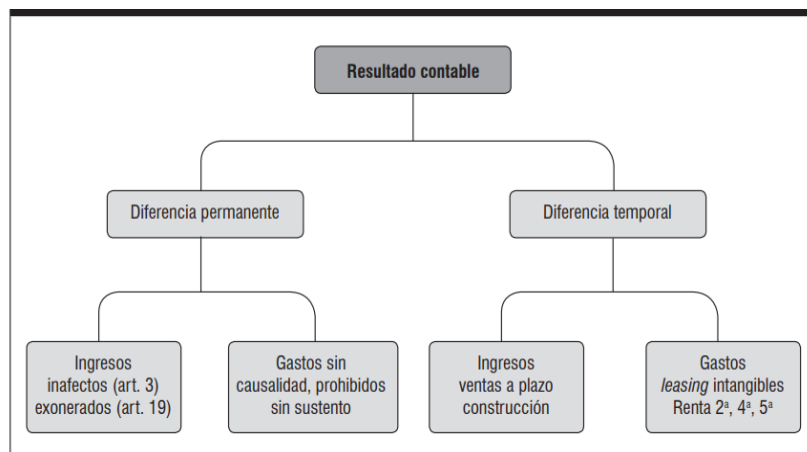 Resultado contable
Diferencia permanente
Diferencia temporal
Ingresos
inafectos (art. 3)
exonerados (art. 19)
Gastos sin
causalidad, prohibidos
sin sustento
Ingresos
ventas a plazo
construcción
Gastos
leasing intangibles
Renta 2ª, 4ª, 5ª